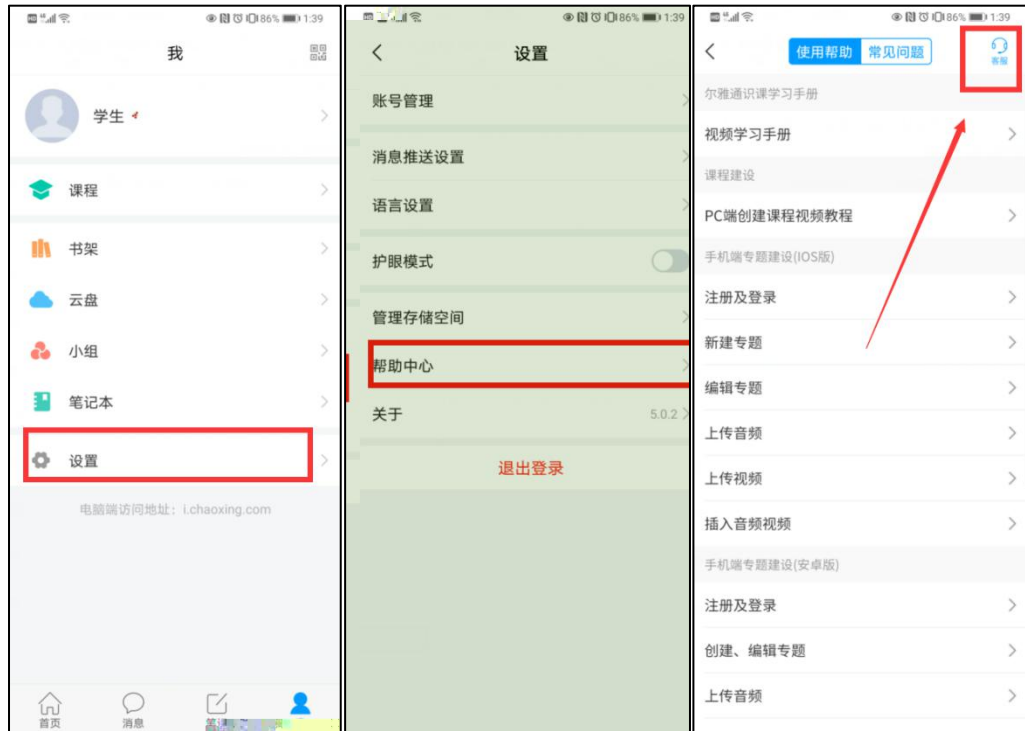 86% 1:39
我
学生
课程
书架
云盘
小组
笔记本
设置
电脑端访问地址：i.chaoxing.com
首页
消息
86% 1:39
设置
账号管理
消息推送设置
语言设置
护眼模式
管理存储空间
帮助中心
关于 5.0.2
退出登录
86% 1:39
使用帮助 常见问题
客服
尔雅通识课学习手册
视频学习手册
课程建设
PC端创建课程视频教程
手机端专题建设(IOS版)
注册及登录
新建专题
编辑专题
上传音频
上传视频
插入音频视频
手机端专题建设(安卓版)
注册及登录
创建、编辑专题
上传音频